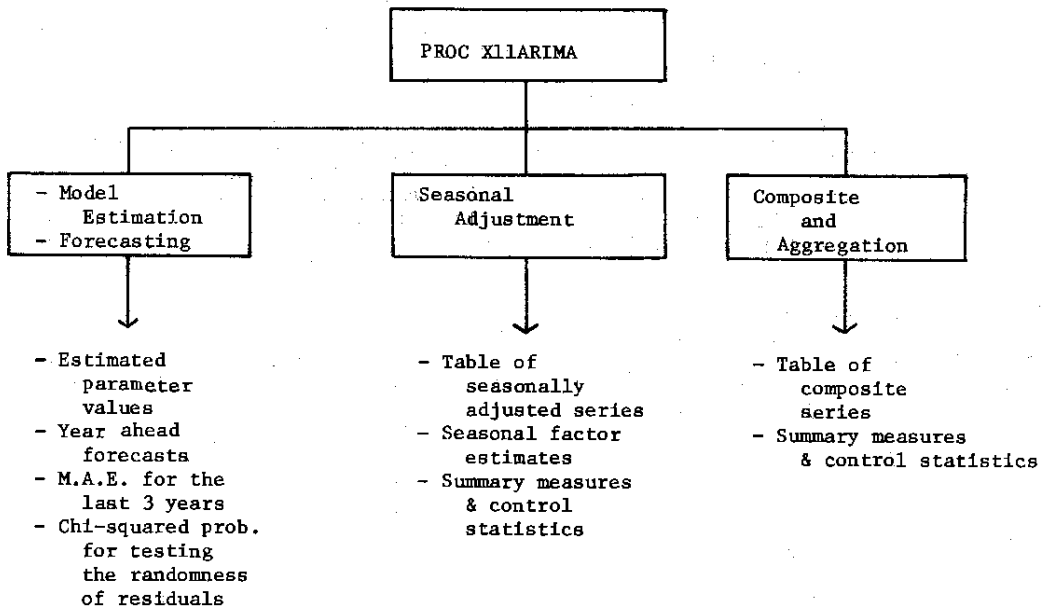 PROC X11ARIMA
- Model
Estimation
- Forecasting
Seasonal
Adjustment
Composite
and
Aggregation
- Estimated
parameter
values
- Year ahead
forecasts
- M.A.E. for the
last 3 years
- Chi-squared prob.
for testing
the randomness
of residuals
- Table of
seasonally
adjusted series
- Seasonal factor
estimates
- Summary measures
& control
statistics
- Table of
composite
series
- Summary measures
& control statistics